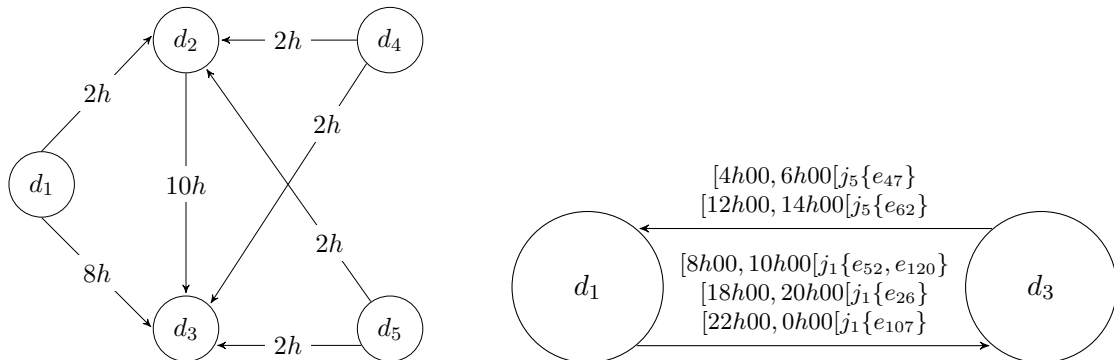 d₂
2h
d₄
2h
2h
d₁
10h
2h
8h
d₃
2h
d₅
[4h00, 6h00[j₅{e₄₇}
[12h00, 14h00[j₅{e₆₂}
d₁
[8h00, 10h00[j₁{e₅₂, e₁₂₀}
[18h00, 20h00[j₁{e₂₆}
[22h00, 0h00[j₁{e₁₀₇}
d₃